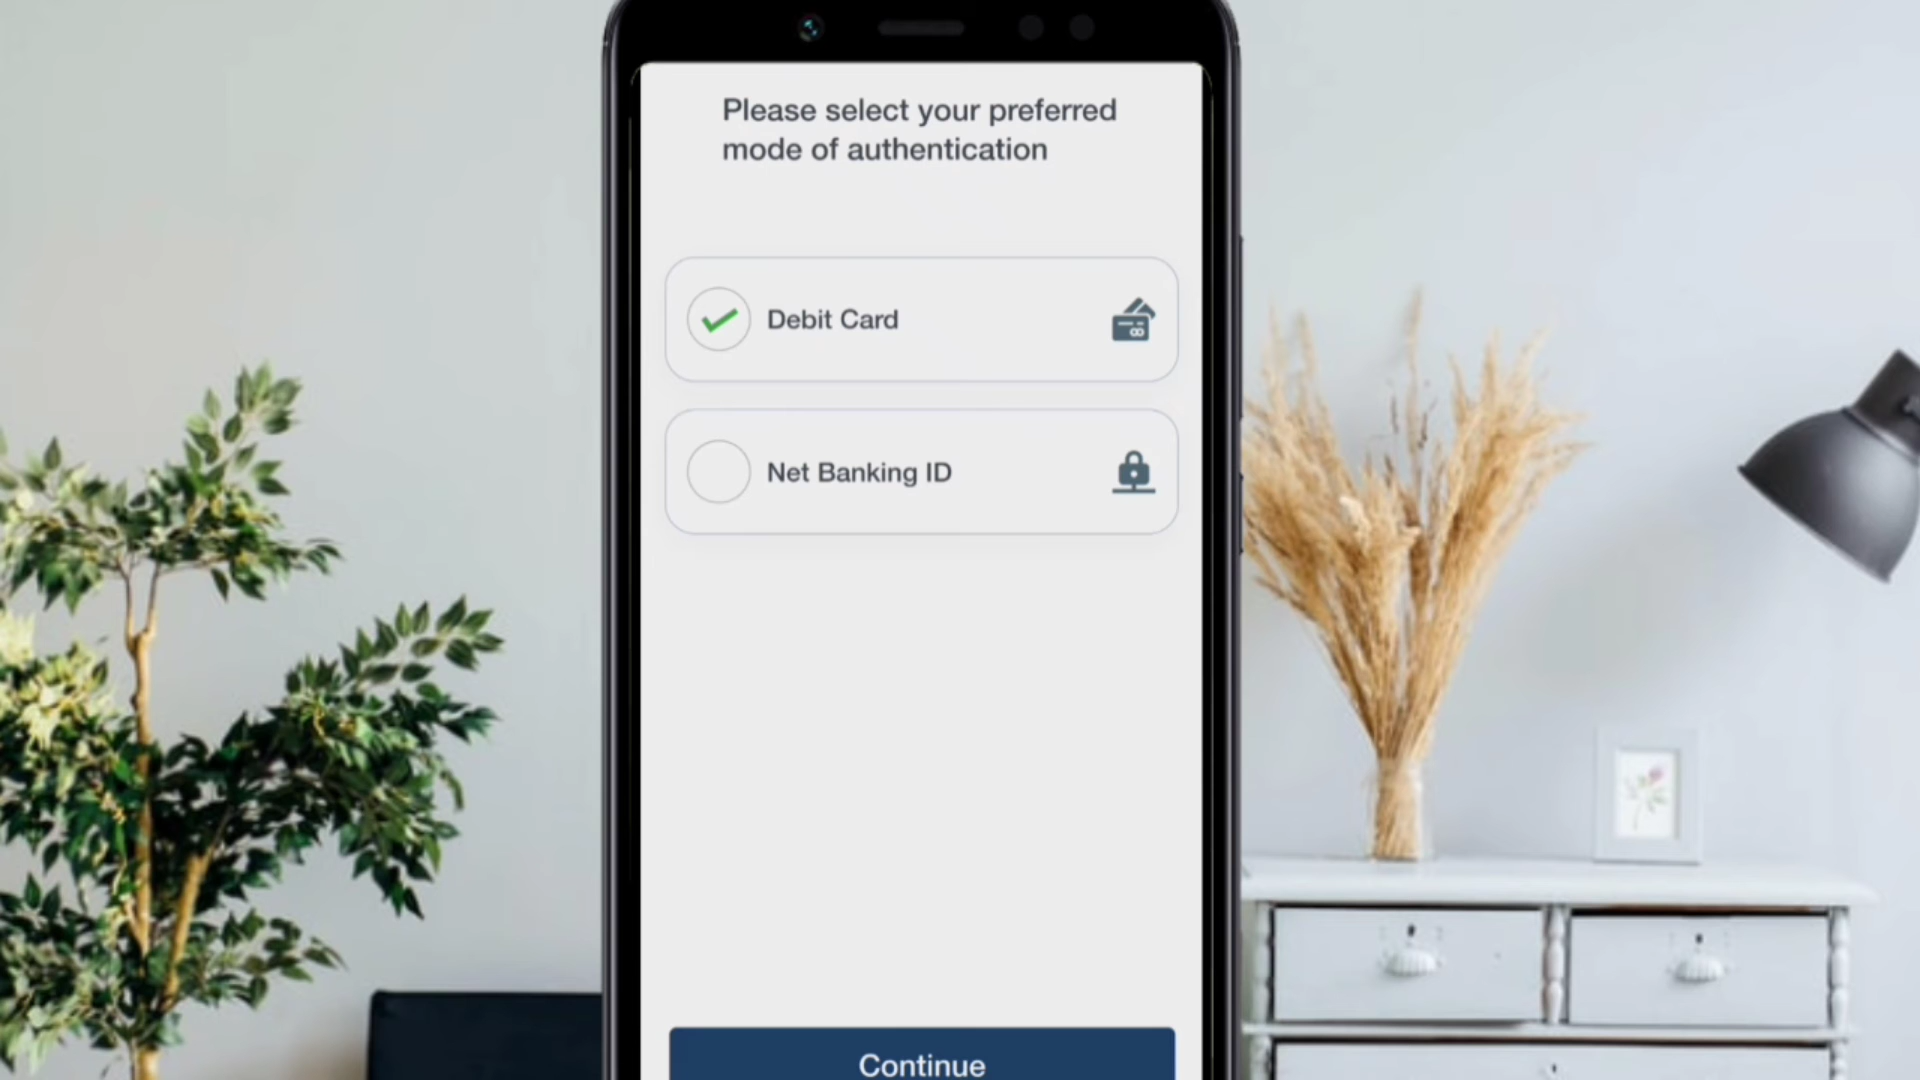 Please select your preferred
mode of authentication
Debit Card
Net Banking ID
Continue